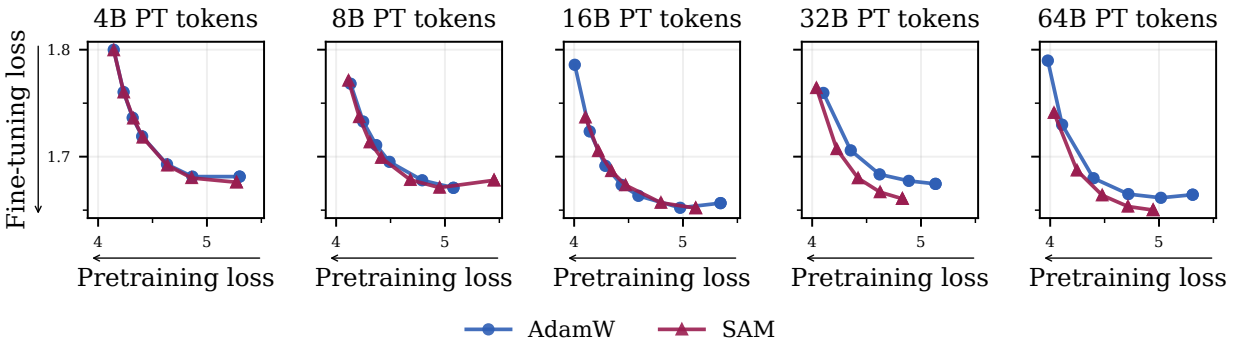 4B PT tokens 8B PT tokens 16B PT tokens 32B PT tokens 64B PT tokens
Fine-tuning loss
1.8
1.7
4 5 4 5 4 5 4 5 4 5
Pretraining loss Pretraining loss Pretraining loss Pretraining loss Pretraining loss
AdamW SAM